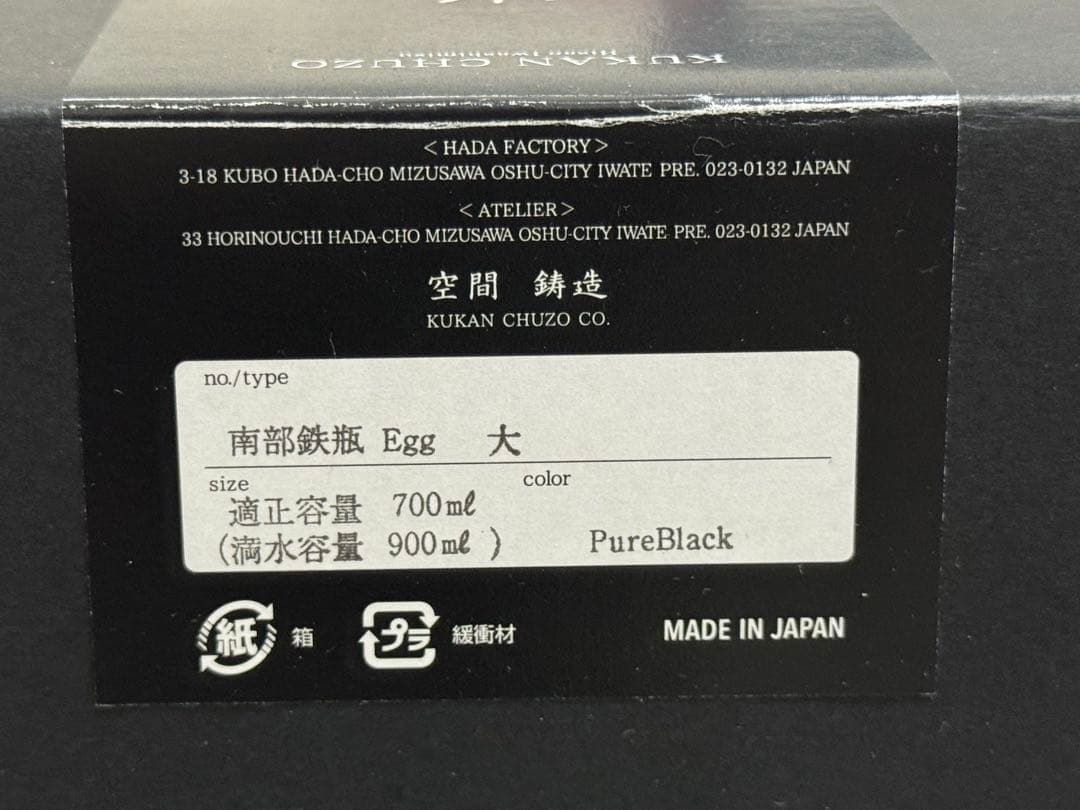 KUKAN CHUZO
< HADA FACTORY >
3-18 KUBO HADA-CHO MIZUSAWA OSHU-CITY IWATE PRE. 023-0132 JAPAN
< ATELIER >
33 HORINOUCHI HADA-CHO MIZUSAWA OSHU-CITY IWATE PRE. 023-0132 JAPAN
空間 鋳造
KUKAN CHUZO CO.
no./type
南部鉄瓶 Egg 大
size color
適正容量 700㎖
(満水容量 900㎖ ) PureBlack
紙 箱 プラ 緩衝材 MADE IN JAPAN